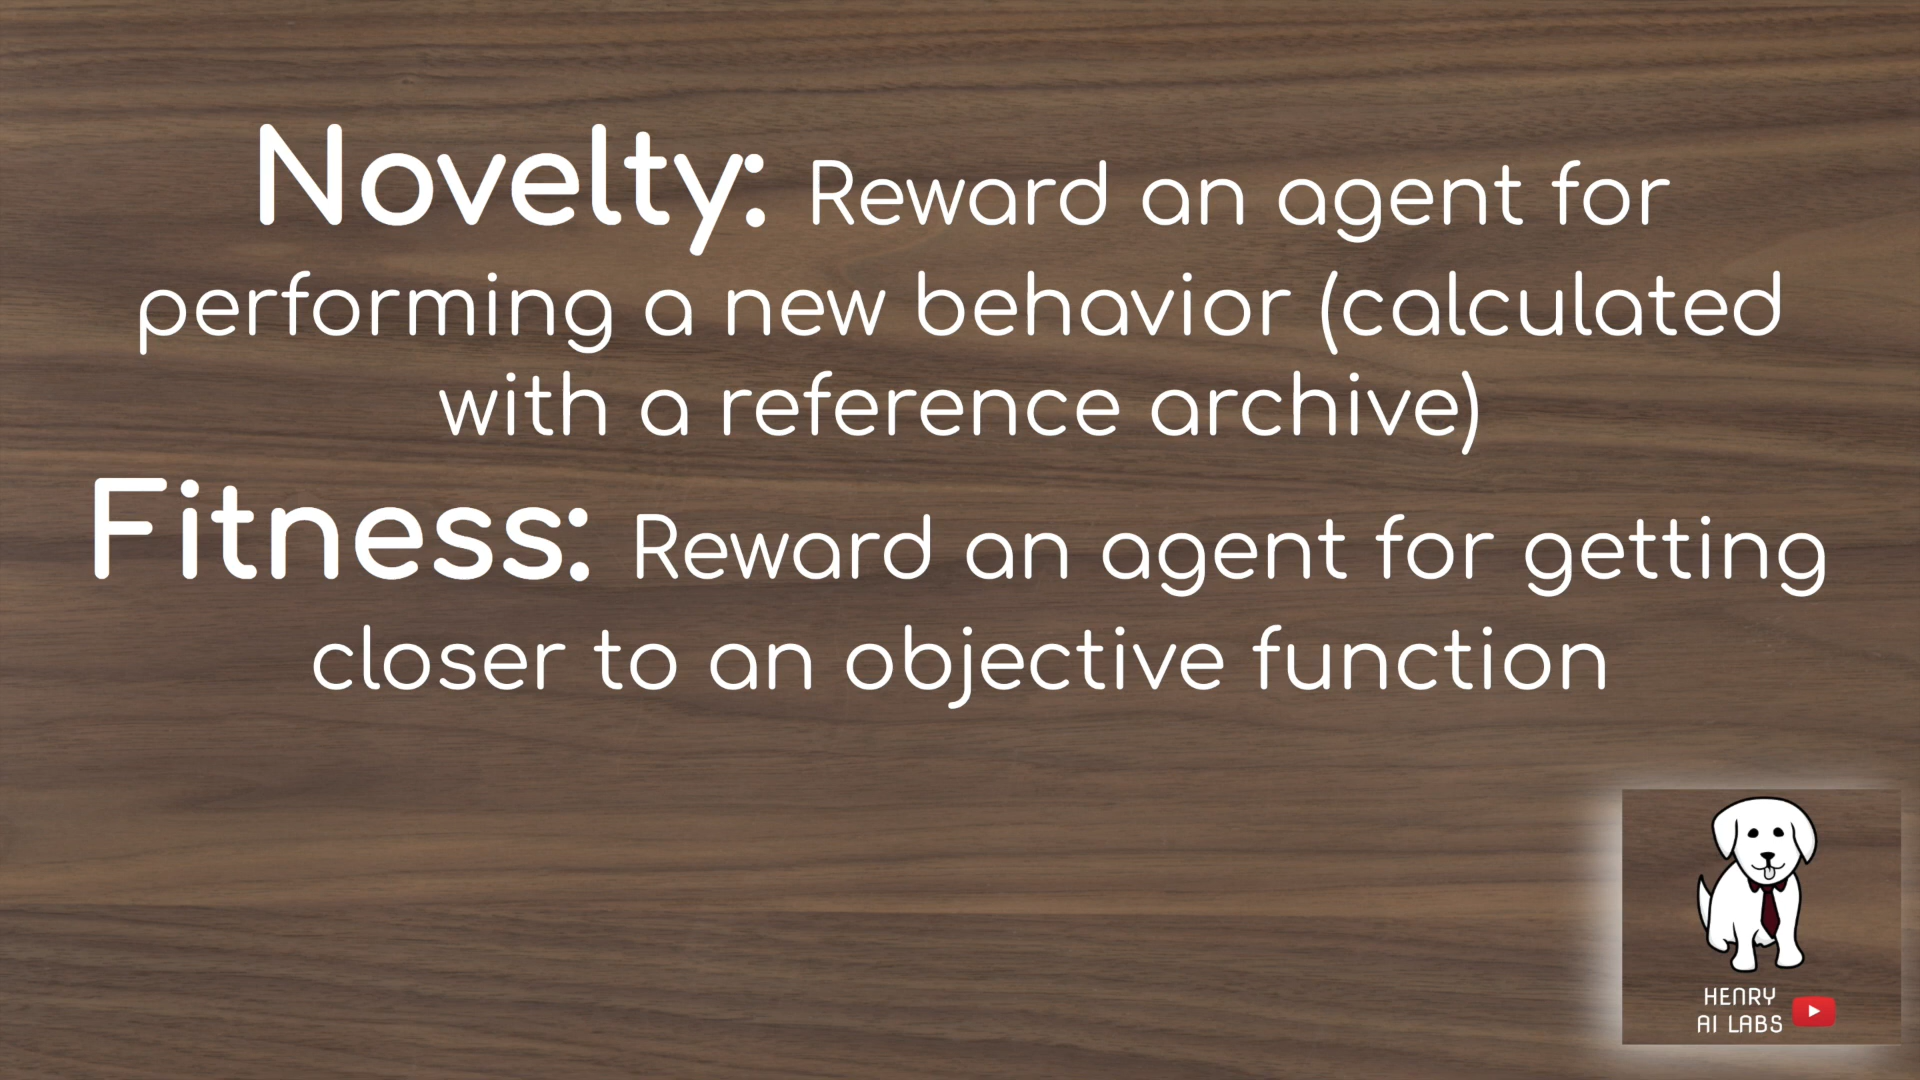 Novelty: Reward an agent for
performing a new behavior (calculated
with a reference archive)
Fitness: Reward an agent for getting
closer to an objective function
HENRY
AI LABS